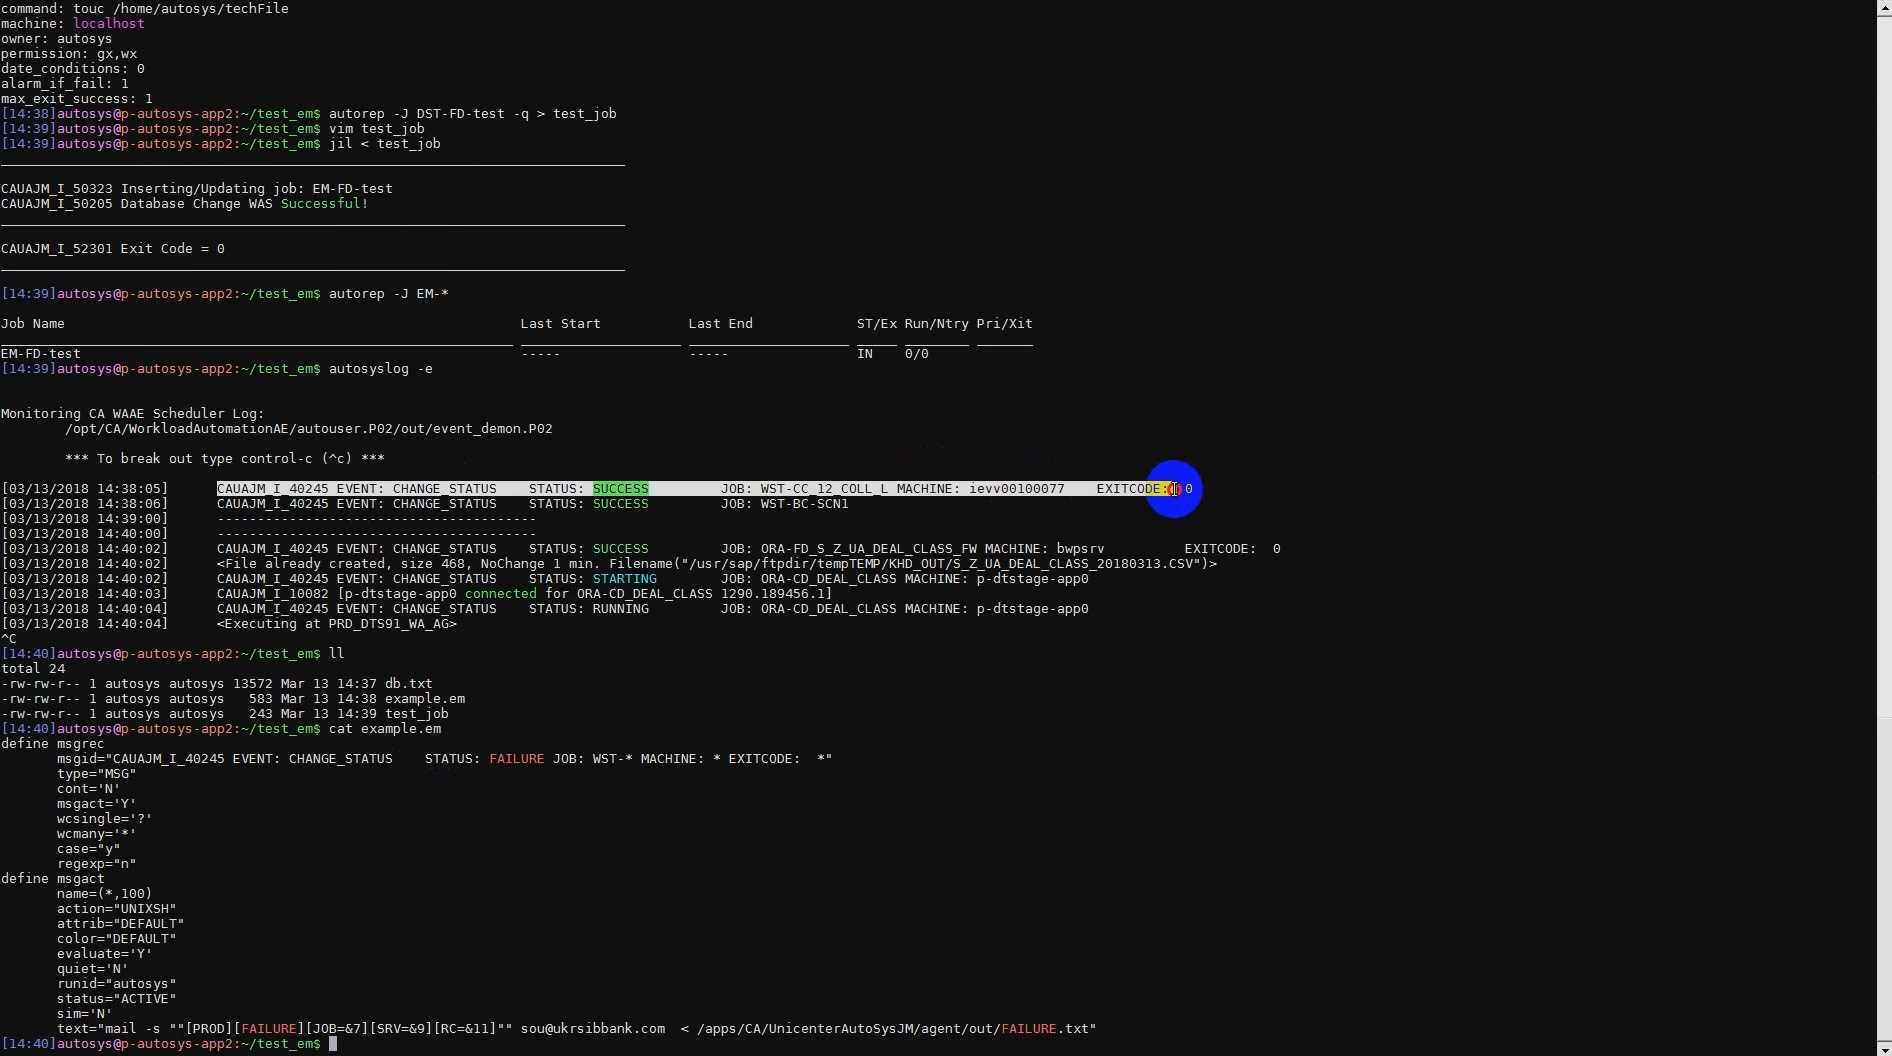 command: touc /home/autosys/techFile
machine: localhost
owner: autosys
permission: gx,wx
date_conditions: 0
alarm_if_fail: 1
max_exit_success: 1
[14:38]autosys@p-autosys-app2:~/test_em$ autorep -J DST-FD-test -q > test_job
[14:39]autosys@p-autosys-app2:~/test_em$ vim test_job
[14:39]autosys@p-autosys-app2:~/test_em$ jil < test_job
CAUAJM_I_50323 Inserting/Updating job: EM-FD-test
CAUAJM_I_50205 Database Change WAS Successful!
CAUAJM_I_52301 Exit Code = 0
[14:39]autosys@p-autosys-app2:~/test_em$ autorep -J EM-*
Job Name Last Start Last End ST/Ex Run/Ntry Pri/Xit
EM-FD-test ----- ----- IN 0/0
[14:39]autosys@p-autosys-app2:~/test_em$ autosyslog -e
Monitoring CA WAAE Scheduler Log:
/opt/CA/WorkloadAutomationAE/autouser.P02/out/event_demon.P02
*** To break out type control-c (^c) ***
[03/13/2018 14:38:05] CAUAJM_I_40245 EVENT: CHANGE_STATUS STATUS: SUCCESS JOB: WST-CC_12_COLL_L MACHINE: ievv00100077 EXITCODE: 0
[03/13/2018 14:38:06] CAUAJM_I_40245 EVENT: CHANGE_STATUS STATUS: SUCCESS JOB: WST-BC-SCN1
[03/13/2018 14:39:00] ----------------------------------------
[03/13/2018 14:40:00] ----------------------------------------
[03/13/2018 14:40:02] CAUAJM_I_40245 EVENT: CHANGE_STATUS STATUS: SUCCESS JOB: ORA-FD_S_Z_UA_DEAL_CLASS_FW MACHINE: bwpsrv EXITCODE: 0
[03/13/2018 14:40:02] <File already created, size 468, NoChange 1 min. Filename("/usr/sap/ftpdir/tempTEMP/KHD_OUT/S_Z_UA_DEAL_CLASS_20180313.CSV")>
[03/13/2018 14:40:02] CAUAJM_I_40245 EVENT: CHANGE_STATUS STATUS: STARTING JOB: ORA-CD_DEAL_CLASS MACHINE: p-dtstage-app0
[03/13/2018 14:40:03] CAUAJM_I_10082 [p-dtstage-app0 connected for ORA-CD_DEAL_CLASS 1290.189456.1]
[03/13/2018 14:40:04] CAUAJM_I_40245 EVENT: CHANGE_STATUS STATUS: RUNNING JOB: ORA-CD_DEAL_CLASS MACHINE: p-dtstage-app0
[03/13/2018 14:40:04] <Executing at PRD_DTS91_WA_AG>
^C
[14:40]autosys@p-autosys-app2:~/test_em$ ll
total 24
-rw-rw-r-- 1 autosys autosys 13572 Mar 13 14:37 db.txt
-rw-rw-r-- 1 autosys autosys 583 Mar 13 14:38 example.em
-rw-rw-r-- 1 autosys autosys 243 Mar 13 14:39 test_job
[14:40]autosys@p-autosys-app2:~/test_em$ cat example.em
define msgrec
msgid="CAUAJM_I_40245 EVENT: CHANGE_STATUS STATUS: FAILURE JOB: WST-* MACHINE: * EXITCODE: *"
type="MSG"
cont='N'
msgact='Y'
wcsingle='?'
wcmany='*'
case="y"
regexp="n"
define msgact
name=(*,100)
action="UNIXSH"
attrib="DEFAULT"
color="DEFAULT"
evaluate='Y'
quiet='N'
runid="autosys"
status="ACTIVE"
sim='N'
text="mail -s ""[PROD][FAILURE][JOB=&7][SRV=&9][RC=&11]"" sou@ukrsibbank.com < /apps/CA/UnicenterAutoSysJM/agent/out/FAILURE.txt"
[14:40]autosys@p-autosys-app2:~/test_em$